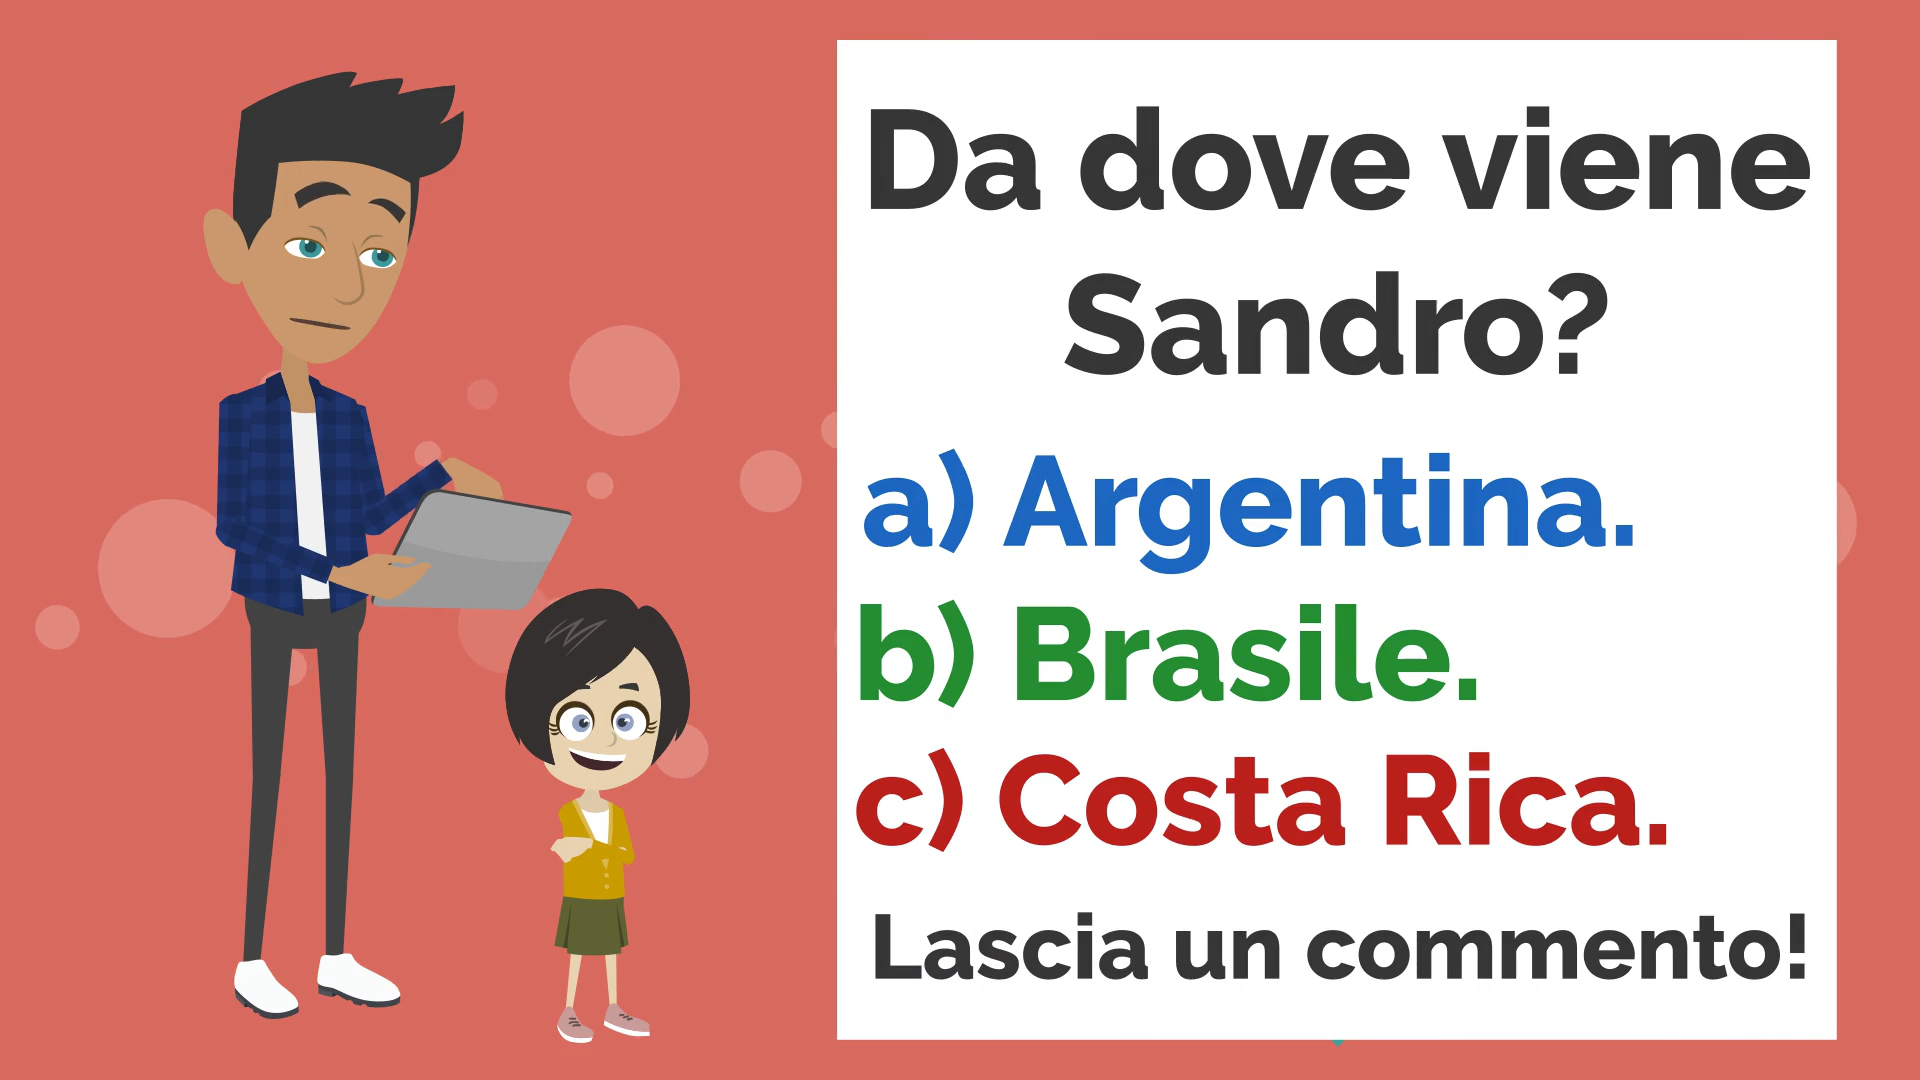 Da dove viene
Sandro?
a) Argentina.
b) Brasile.
c) Costa Rica.
Lascia un commento!